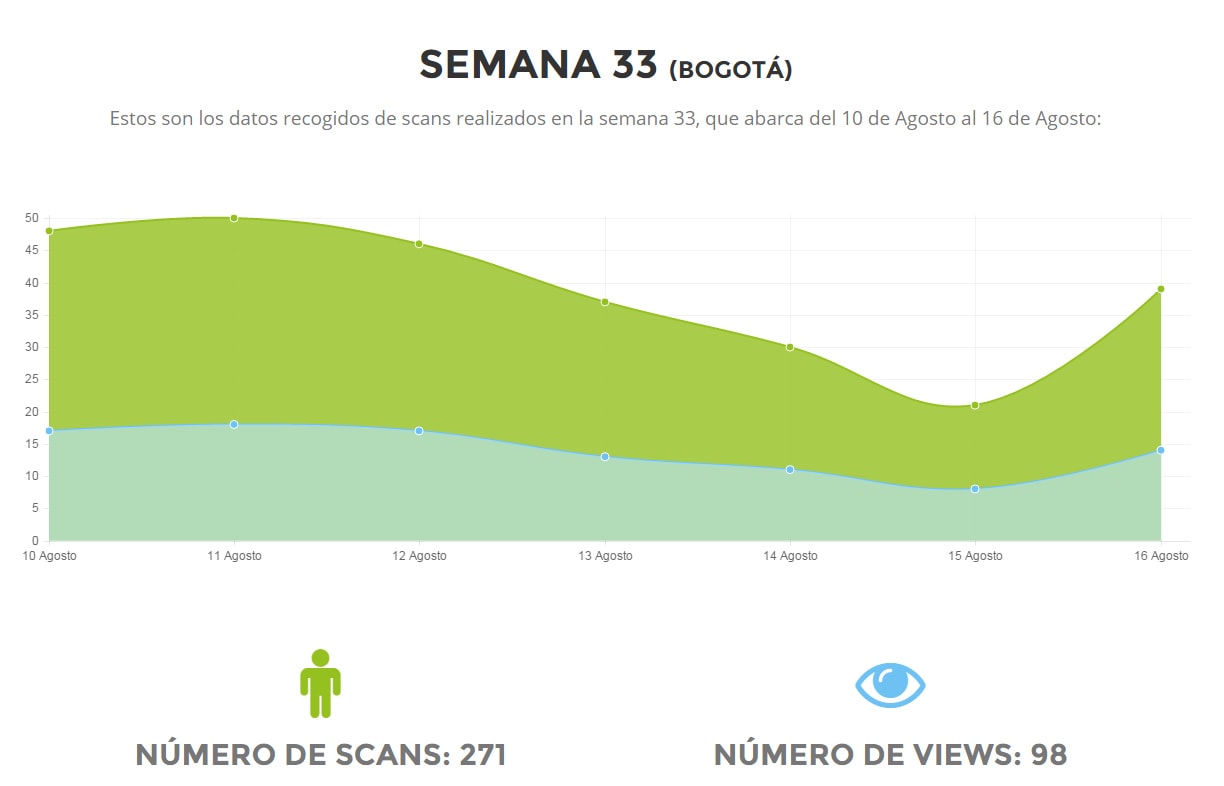 SEMANA 33 (BOGOTÁ)
Estos son los datos recogidos de scans realizados en la semana 33, que abarca del 10 de Agosto al 16 de Agosto:
50
45
40
35
30
25
20
15
10
5
0
10 Agosto 11 Agosto 12 Agosto 13 Agosto 14 Agosto 15 Agosto 16 Agosto
NÚMERO DE SCANS: 271 NÚMERO DE VIEWS: 98